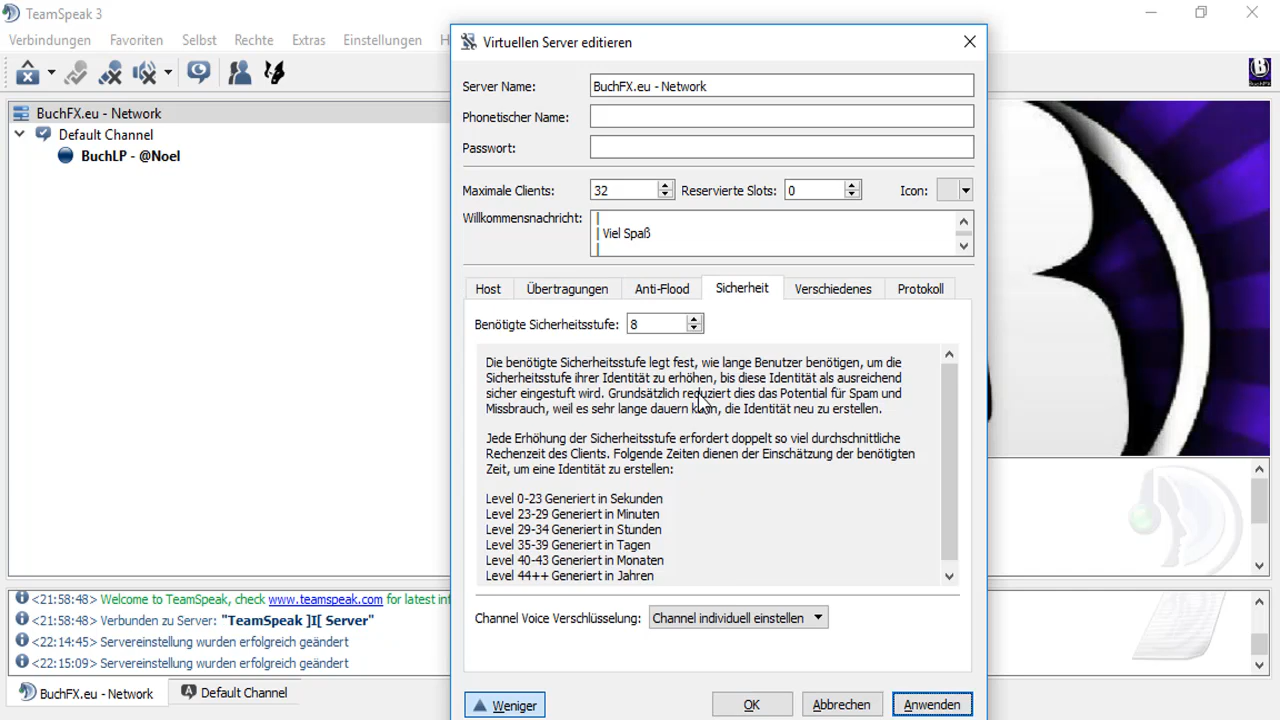 TeamSpeak 3
Verbindungen Favoriten Selbst Rechte Extras Einstellungen H
BuchFX.eu - Network
Default Channel
BuchLP - @Noel
Virtuellen Server editieren
Server Name: BuchFX.eu - Network
Phonetischer Name:
Passwort:
Maximale Clients: 32 Reservierte Slots: 0 Icon:
Willkommensnachricht: |
| Viel Spaß
|
Host Übertragungen Anti-Flood Sicherheit Verschiedenes Protokoll
Benötigte Sicherheitsstufe: 8
Die benötigte Sicherheitsstufe legt fest, wie lange Benutzer benötigen, um die
Sicherheitsstufe ihrer Identität zu erhöhen, bis diese Identität als ausreichend
sicher eingestuft wird. Grundsätzlich reduziert dies das Potential für Spam und
Missbrauch, weil es sehr lange dauern kann, die Identität neu zu erstellen.
Jede Erhöhung der Sicherheitsstufe erfordert doppelt so viel durchschnittliche
Rechenzeit des Clients. Folgende Zeiten dienen der Einschätzung der benötigten
Zeit, um eine Identität zu erstellen:
Level 0-23 Generiert in Sekunden
Level 23-29 Generiert in Minuten
Level 29-34 Generiert in Stunden
Level 35-39 Generiert in Tagen
Level 40-43 Generiert in Monaten
Level 44++ Generiert in Jahren
Channel Voice Verschlüsselung: Channel individuell einstellen
Weniger OK Abbrechen Anwenden
<21:58:48> Welcome to TeamSpeak, check www.teamspeak.com for latest inf
<21:58:48> Verbunden zu Server: "TeamSpeak ]I[ Server"
<22:14:45> Servereinstellung wurden erfolgreich geändert
<22:15:09> Servereinstellung wurden erfolgreich geändert
BuchFX.eu - Network Default Channel